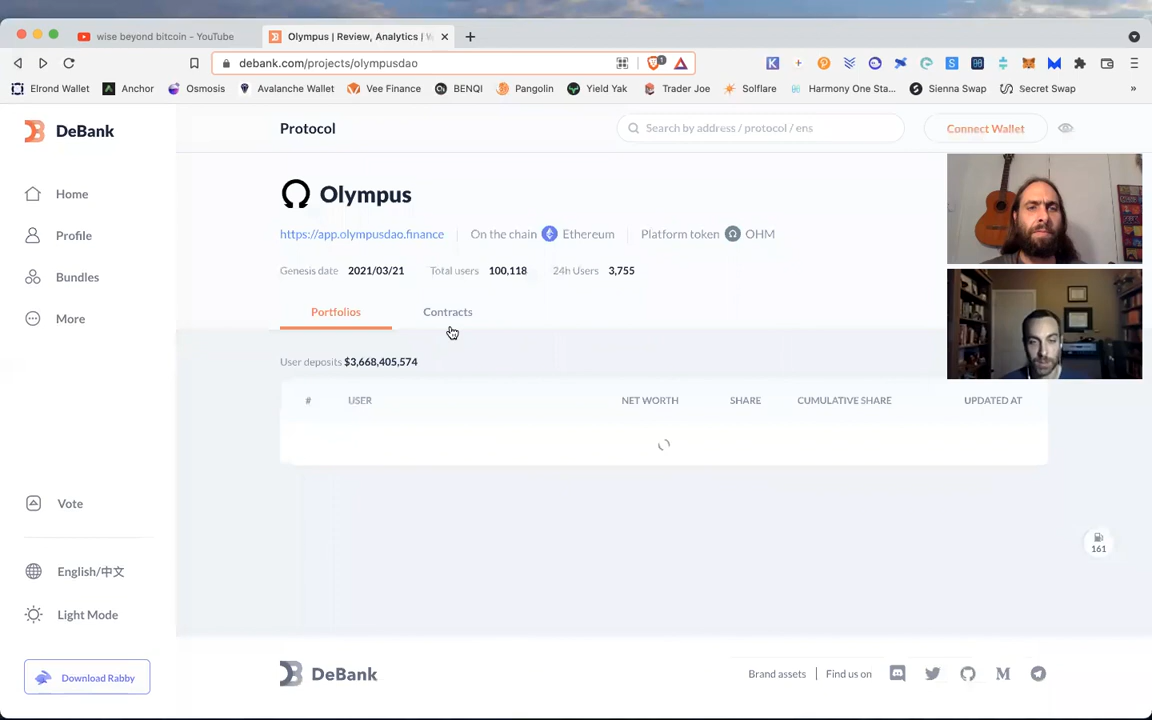 wise beyond bitcoin - YouTube
Olympus | Review, Analytics |
debank.com/projects/olympusdao
1
Elrond Wallet
Anchor
Osmosis
Avalanche Wallet
Vee Finance
BENQI
Pangolin
Yield Yak
Trader Joe
Solflare
Harmony One Sta...
Sienna Swap
Secret Swap
»
DeBank
Protocol
Search by address / protocol / ens
Connect Wallet
Home
Profile
Bundles
More
Olympus
https://app.olympusdao.finance
On the chain Ethereum
Platform token OHM
Genesis date 2021/03/21 Total users 100,118 24h Users 3,755
Portfolios
Contracts
User deposits $3,668,405,574
# USER NET WORTH SHARE CUMULATIVE SHARE UPDATED AT
Vote
161
English/中文
Light Mode
Download Rabby
DeBank
Brand assets | Find us on